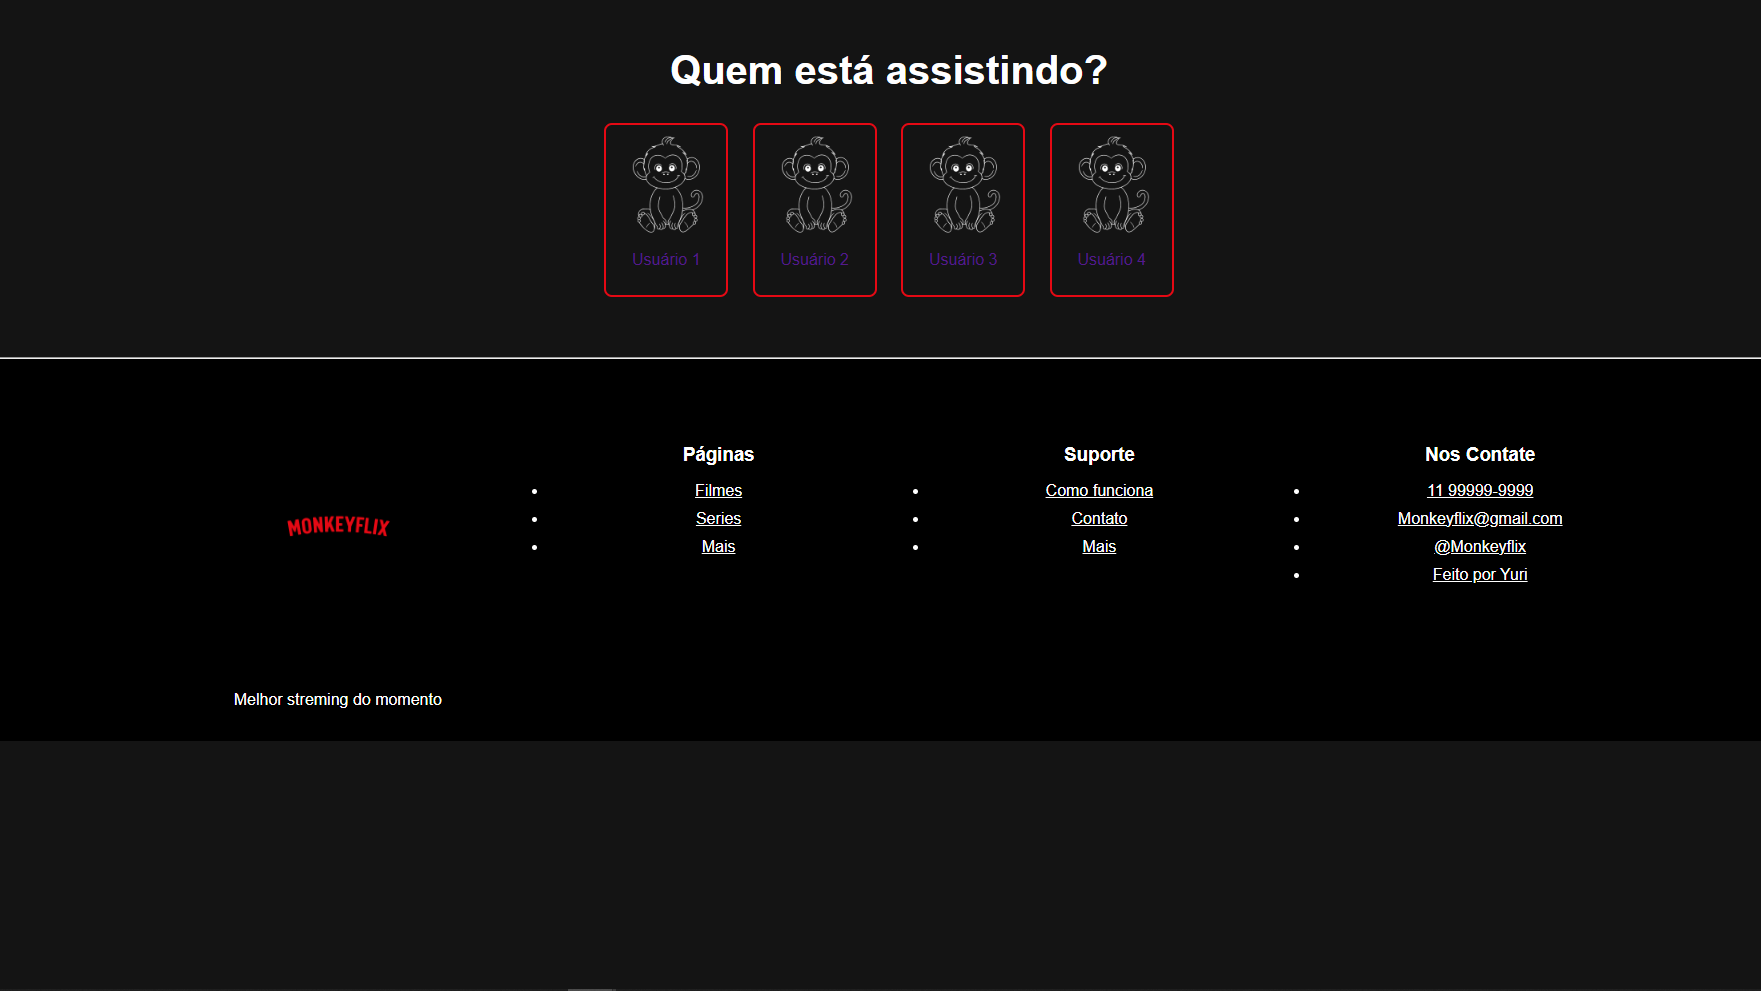 Quem está assistindo?
Usuário 1
Usuário 2
Usuário 3
Usuário 4
MONKEYFLIX
Melhor streming do momento
Páginas
Filmes
Series
Mais
Suporte
Como funciona
Contato
Mais
Nos Contate
11 99999-9999
Monkeyflix@gmail.com
@Monkeyflix
Feito por Yuri